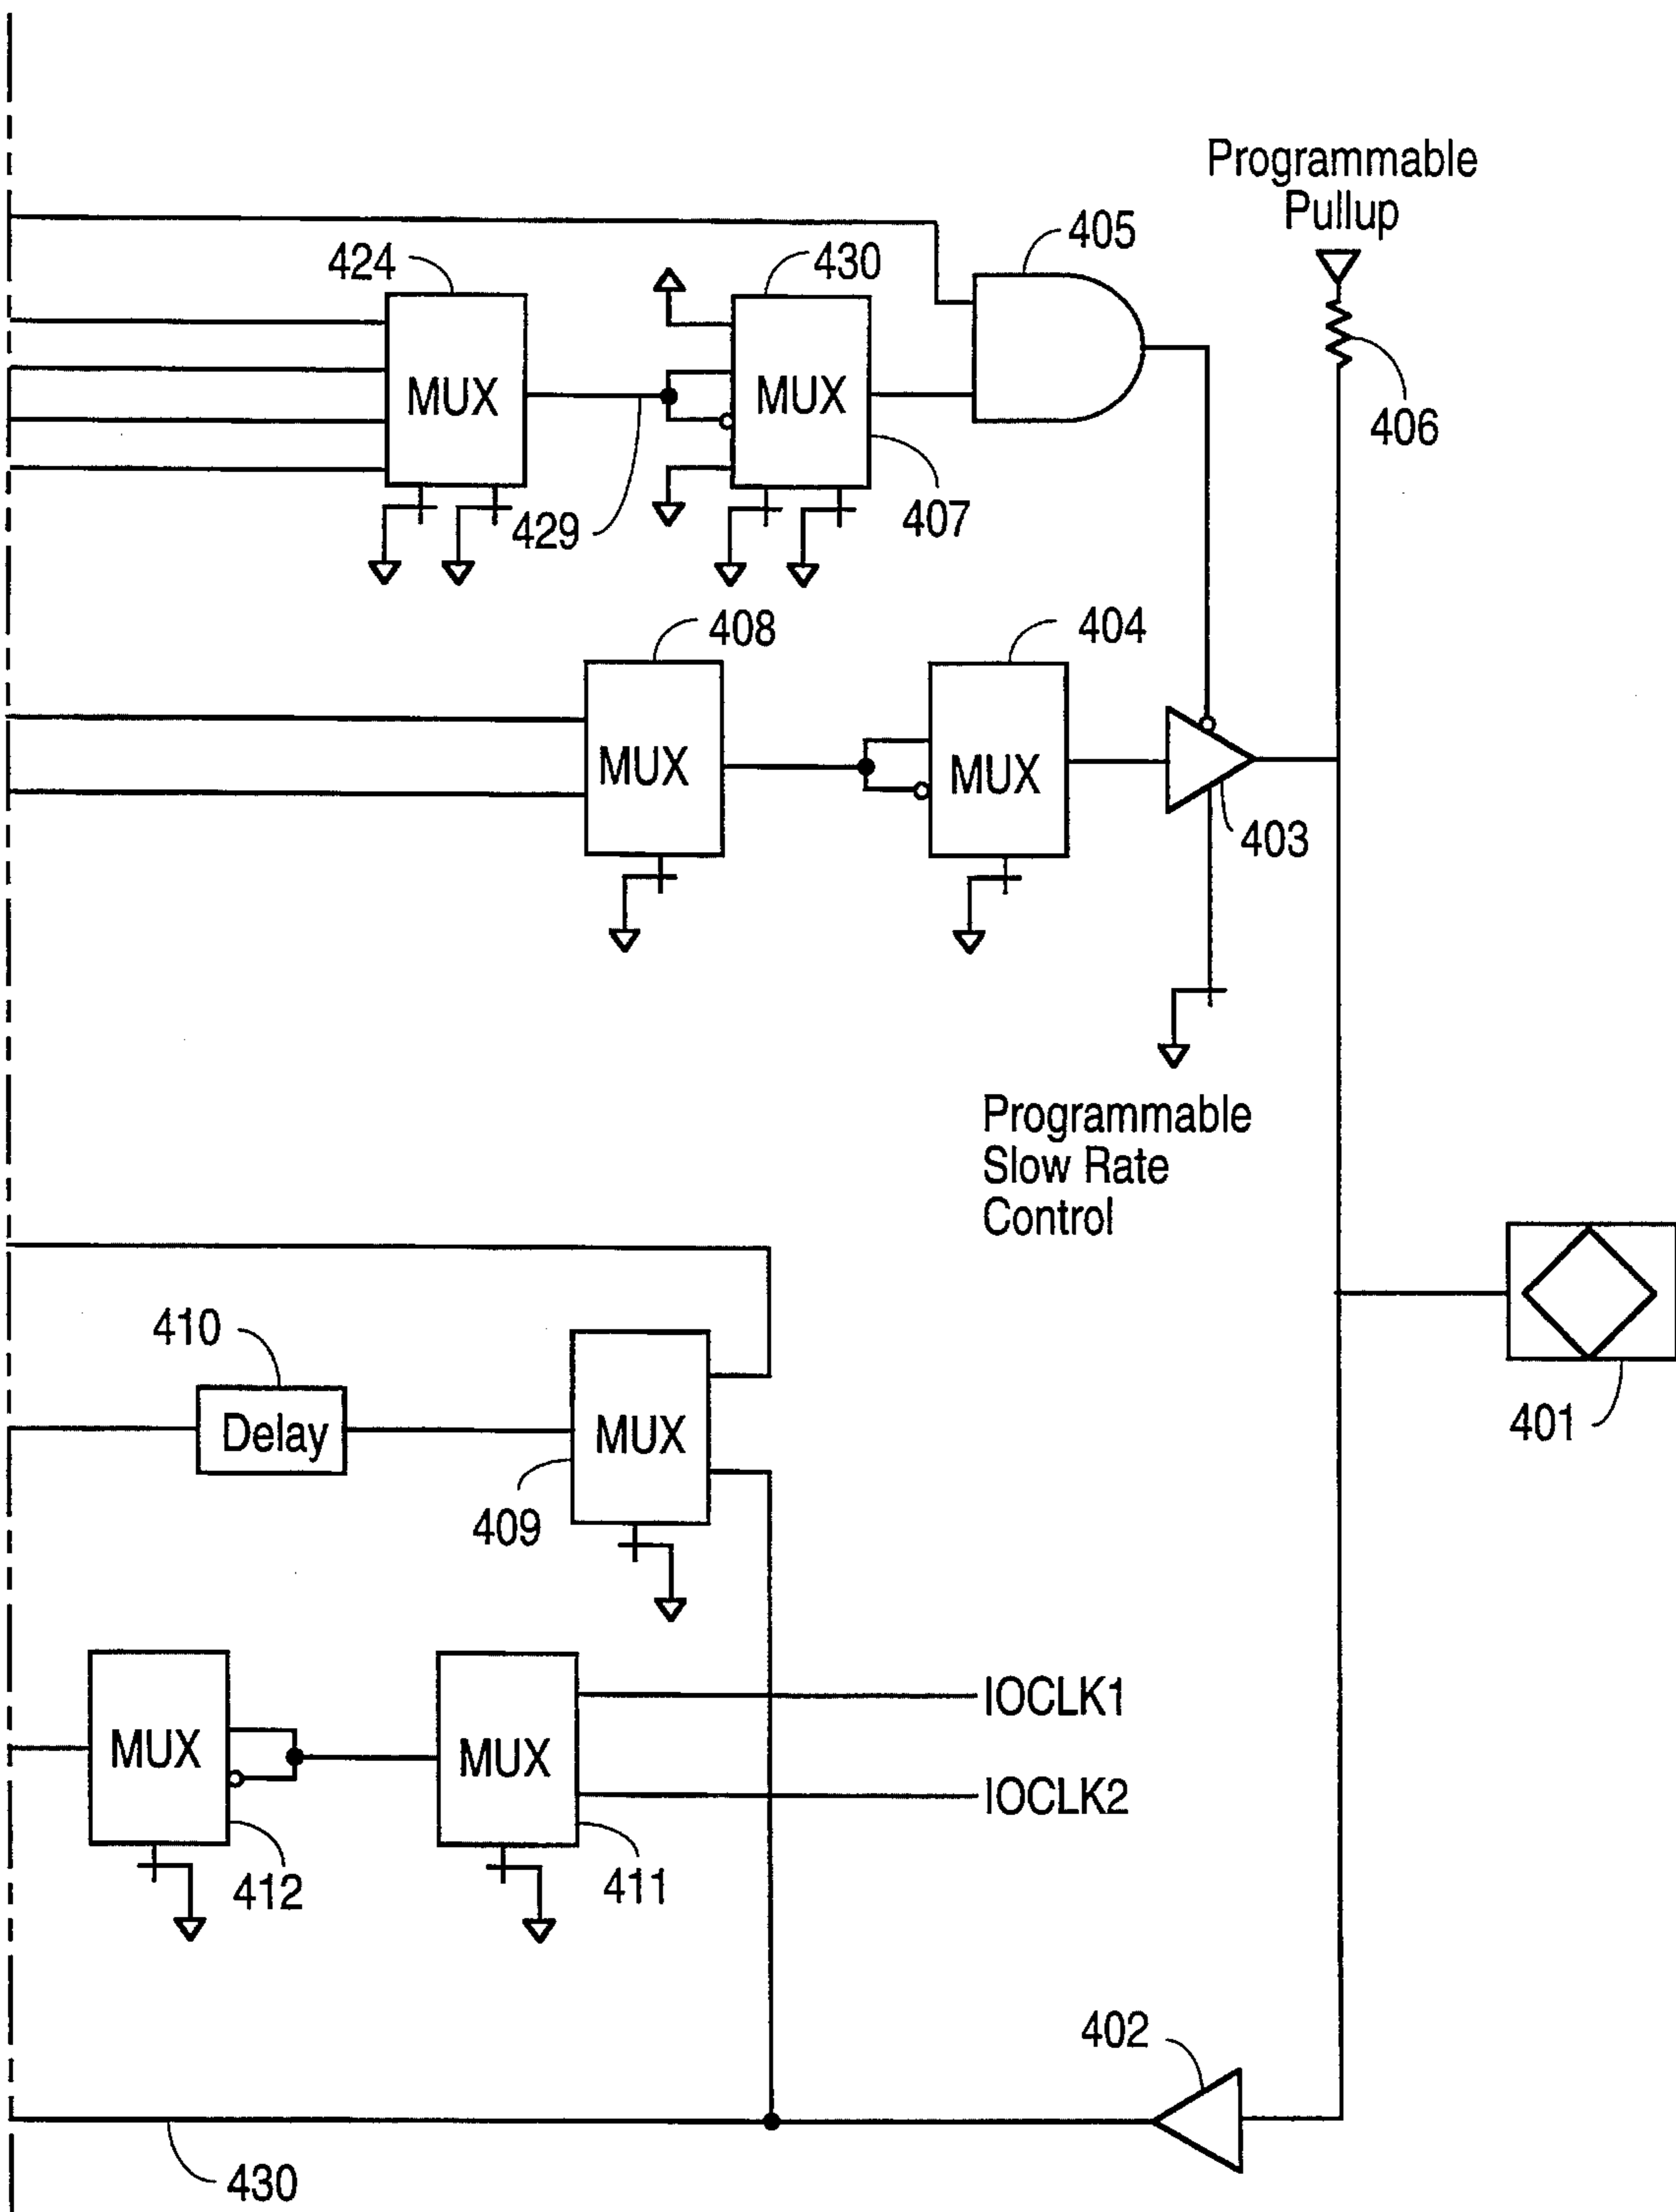 Programmable
Pullup
405
424
430
MUX
MUX
406
429
407
408
404
MUX
MUX
403
Programmable
Slow Rate
Control
410
Delay
MUX
401
409
IOCLK1
MUX
MUX
IOCLK2
412
411
402
430